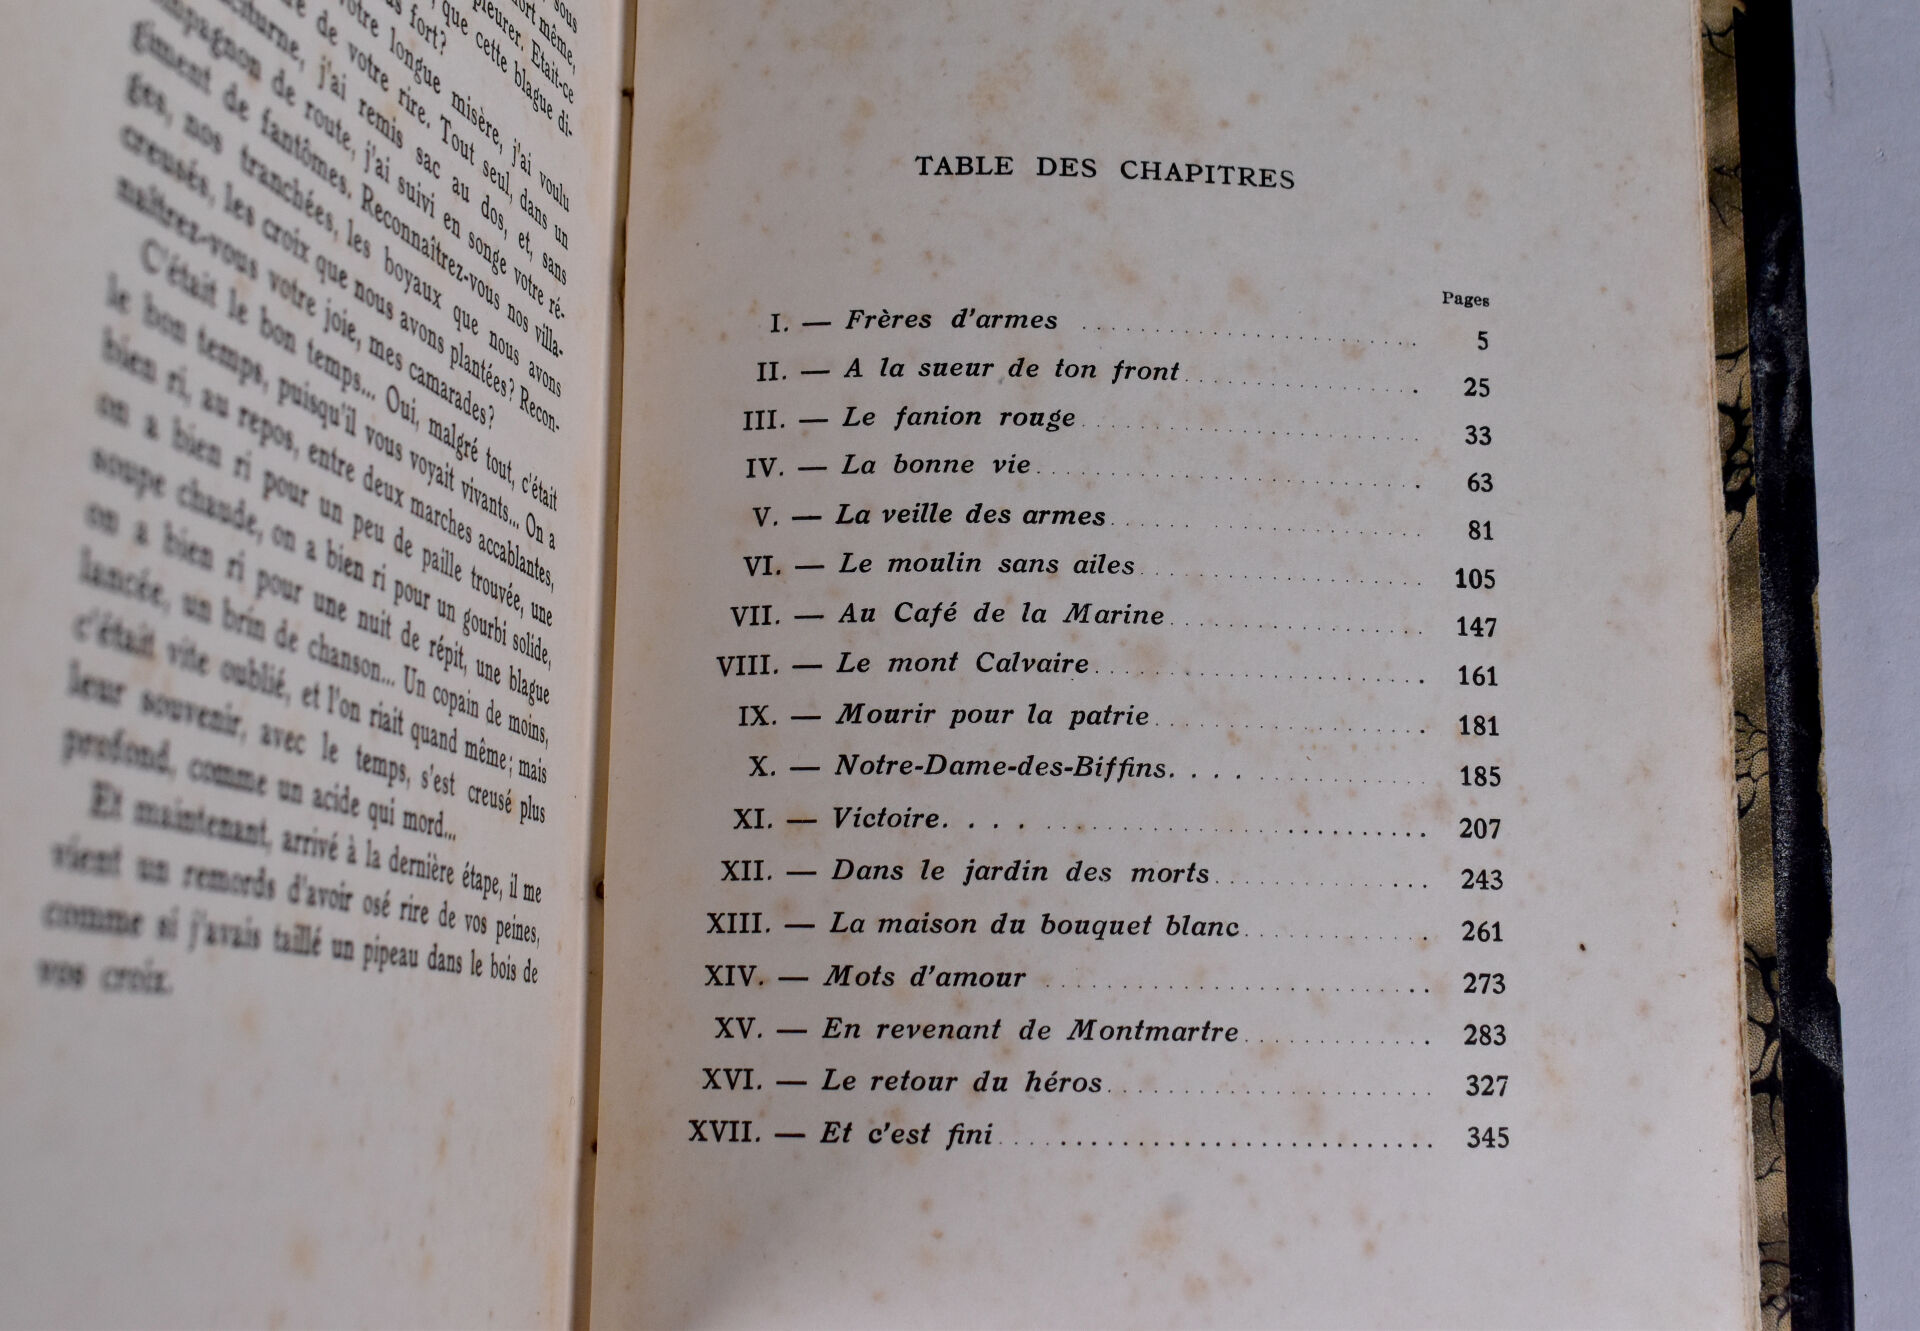 sous
ort même,
pleurer. Etait-ce
que cette blague di-
s fort?
otre longue misère, j'ai voulu
re de votre rire. Tout seul, dans un
citurne, j'ai remis sac au dos, et, sans
ompagnon de route, j'ai suivi en songe votre ré-
giment de fantômes. Reconnaîtrez-vous nos villa-
ges, nos tranchées, les boyaux que nous avons
creusés, les croix que nous avons plantées? Recon-
naîtrez-vous votre joie, mes camarades?
C'était le bon temps... Oui, malgré tout, c'était
le bon temps, puisqu'il vous voyait vivants... On a
bien ri, au repos, entre deux marches accablantes,
on a bien ri pour un peu de paille trouvée, une
soupe chaude, on a bien ri pour un gourbi solide,
on a bien ri pour une nuit de répit, une blague
lancée, un brin de chanson... Un copain de moins,
c'était vite oublié, et l'on riait quand même; mais
leur souvenir, avec le temps, s'est creusé plus
profond, comme un acide qui mord...
Et maintenant, arrivé à la dernière étape, il me
vient un remords d'avoir osé rire de vos peines,
comme si j'avais taillé un pipeau dans le bois de
vos croix.
TABLE DES CHAPITRES
Pages
I. — Frères d'armes 5
II. — A la sueur de ton front 25
III. — Le fanion rouge 33
IV. — La bonne vie 63
V. — La veille des armes 81
VI. — Le moulin sans ailes 105
VII. — Au Café de la Marine 147
VIII. — Le mont Calvaire 161
IX. — Mourir pour la patrie 181
X. — Notre-Dame-des-Biffins 185
XI. — Victoire 207
XII. — Dans le jardin des morts 243
XIII. — La maison du bouquet blanc 261
XIV. — Mots d'amour 273
XV. — En revenant de Montmartre 283
XVI. — Le retour du héros 327
XVII. — Et c'est fini 345